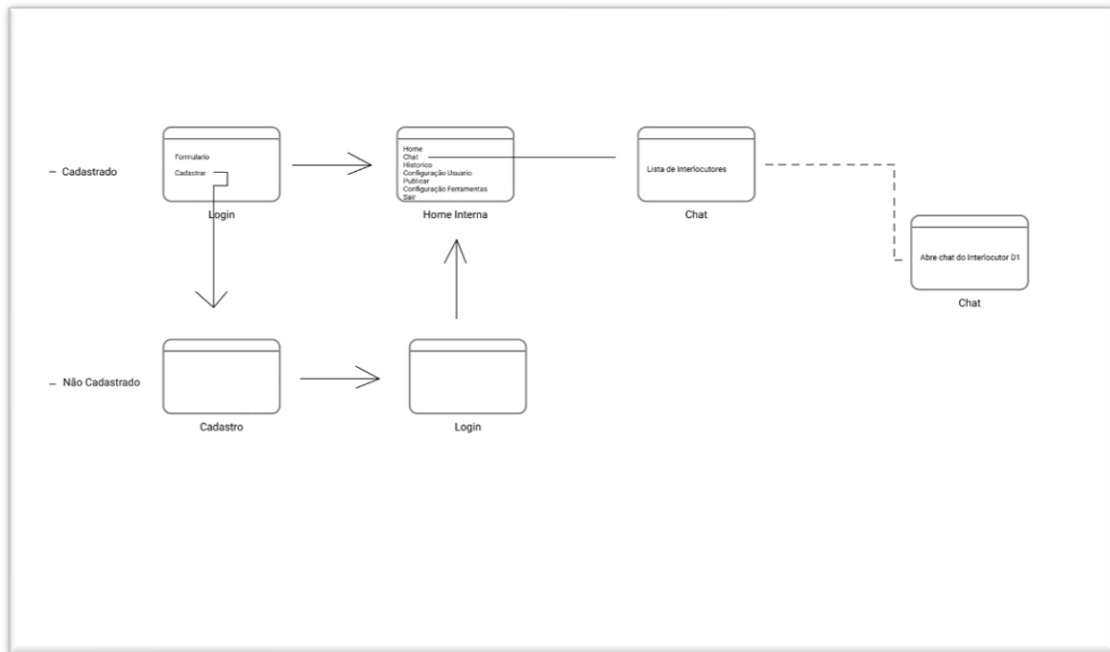 – Cadastrado
Formulario
Cadastrar
Login
Home
Chat
Historico
Configuração Usuario
Publicar
Configuração Ferramentas
Sair
Home Interna
Lista de Interlocutores
Chat
Abre chat do Interlocutor D1
Chat
– Não Cadastrado
Cadastro
Login